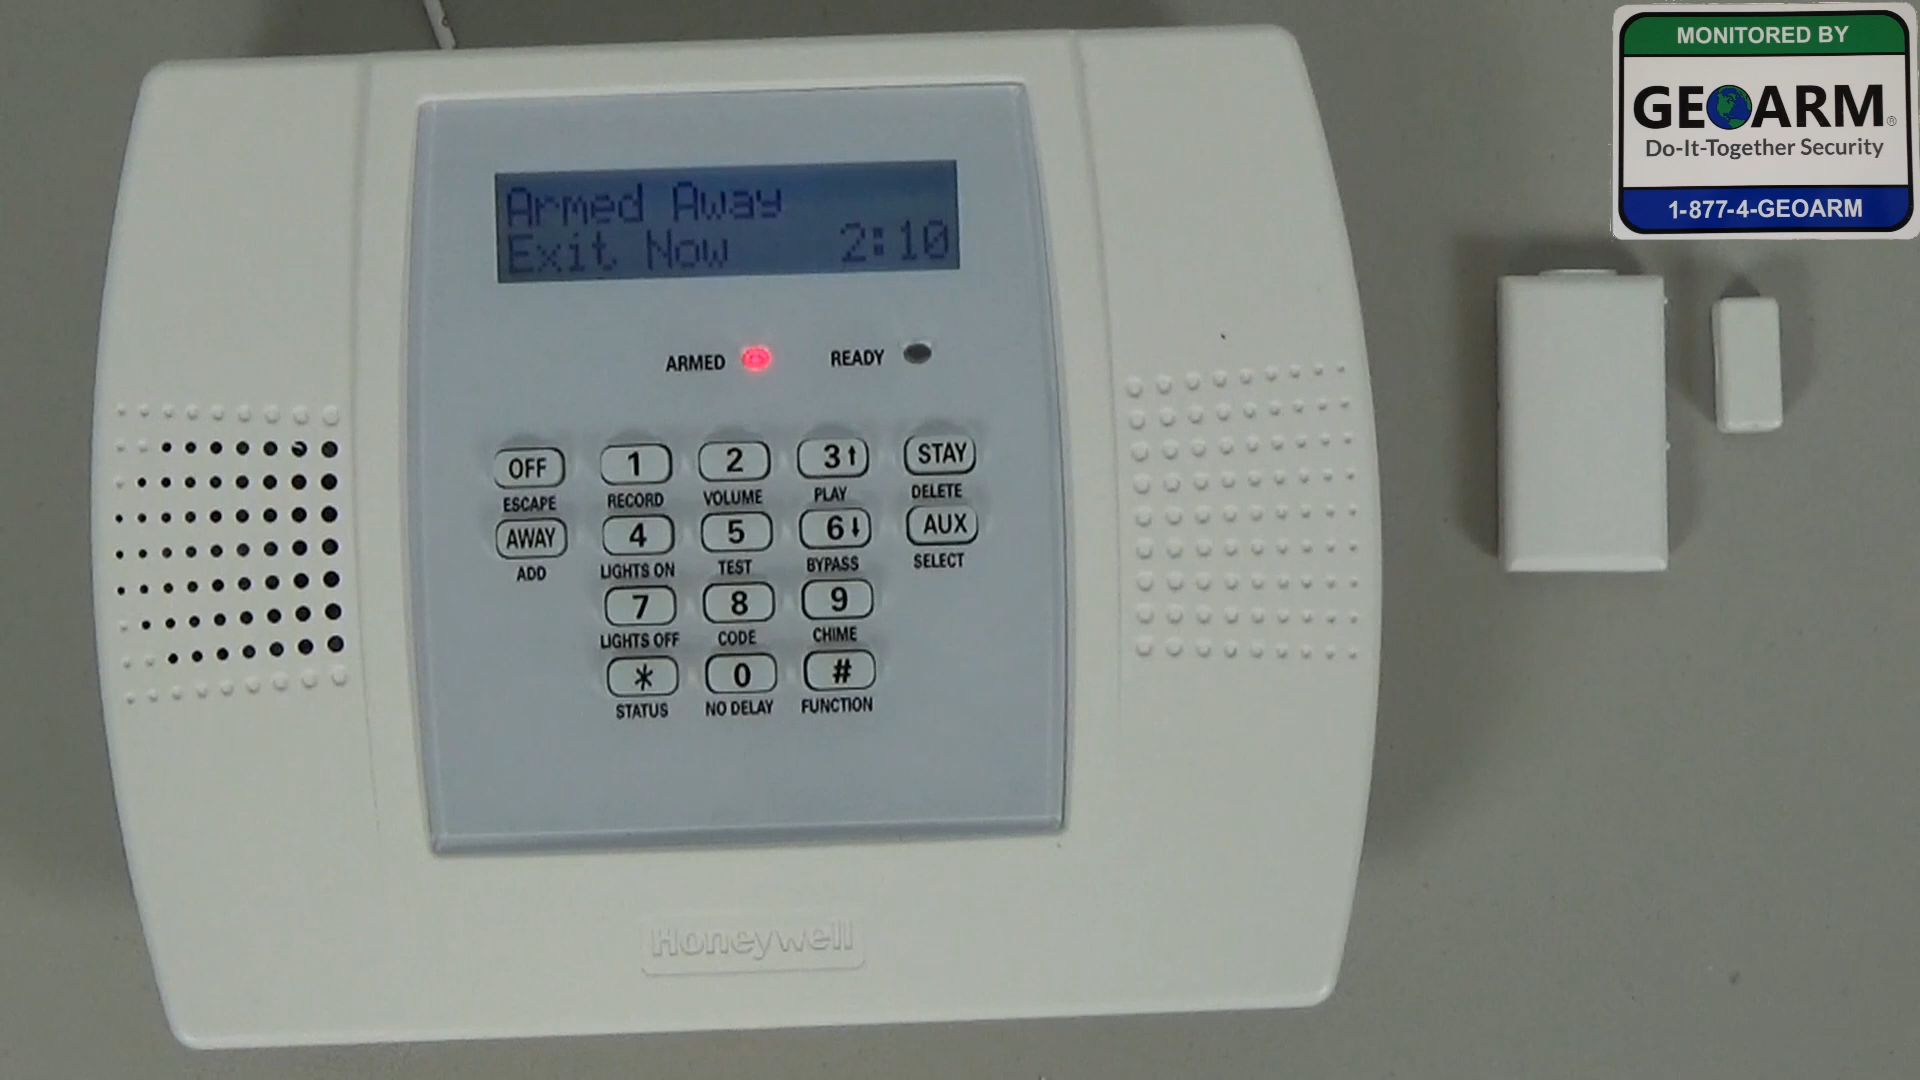 MONITORED BY
GEOARM®
Do-It-Together Security
1-877-4-GEOARM
Armed Away
Exit Now 2:10
ARMED READY
OFF 1 2 3↑ STAY
ESCAPE RECORD VOLUME PLAY DELETE
AWAY 4 5 6↓ AUX
ADD LIGHTS ON TEST BYPASS SELECT
7 8 9
LIGHTS OFF CODE CHIME
* 0 #
STATUS NO DELAY FUNCTION
Honeywell